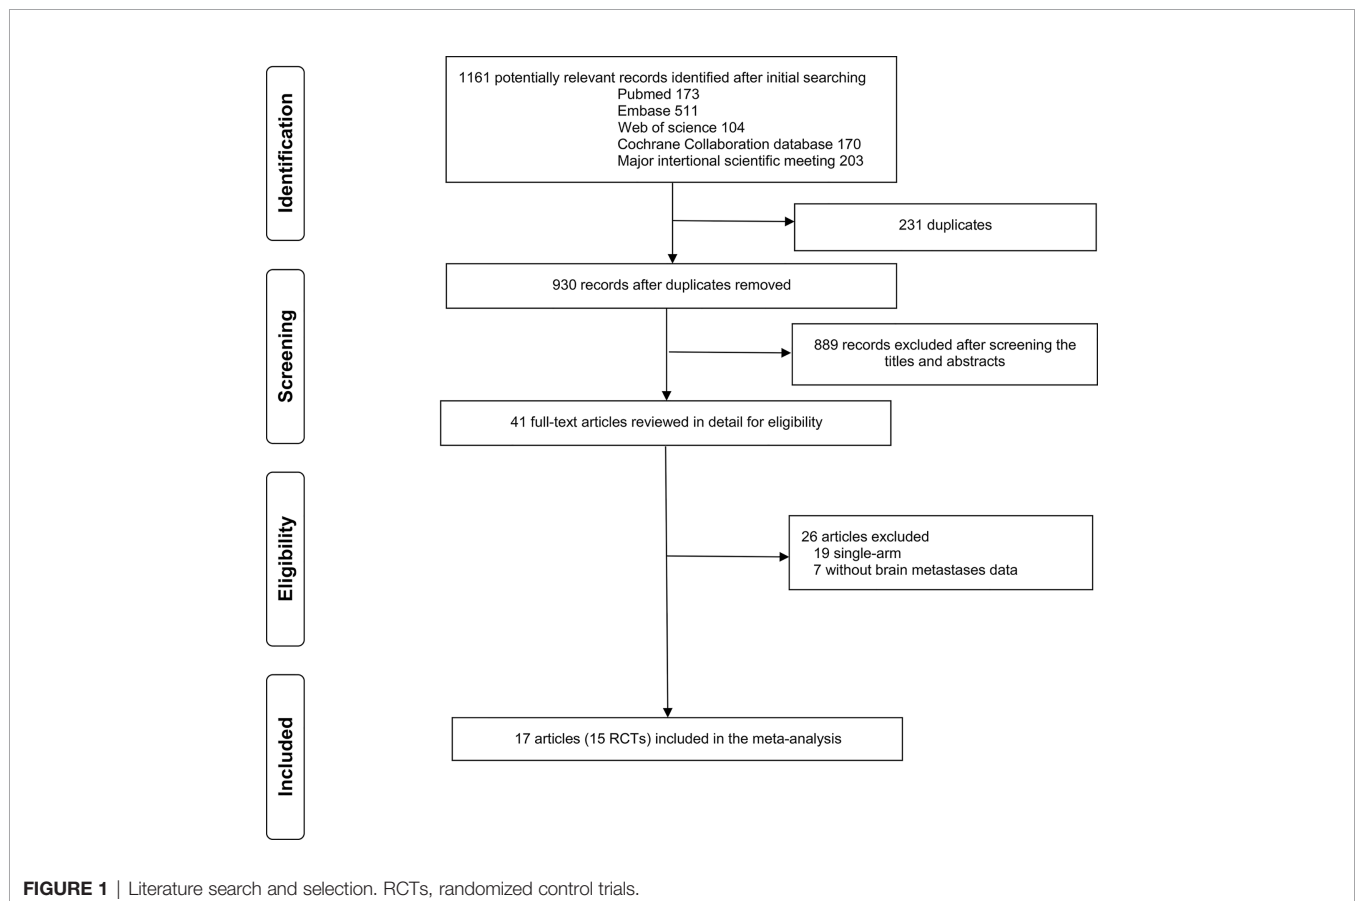 Identification
1161 potentially relevant records identified after initial searching
Pubmed 173
Embase 511
Web of science 104
Cochrane Collaboration database 170
Major intertional scientific meeting 203
231 duplicates
Screening
930 records after duplicates removed
889 records excluded after screening the
titles and abstracts
41 full-text articles reviewed in detail for eligibility
Eligibility
26 articles excluded
19 single-arm
7 without brain metastases data
Included
17 articles (15 RCTs) included in the meta-analysis
FIGURE 1 | Literature search and selection. RCTs, randomized control trials.